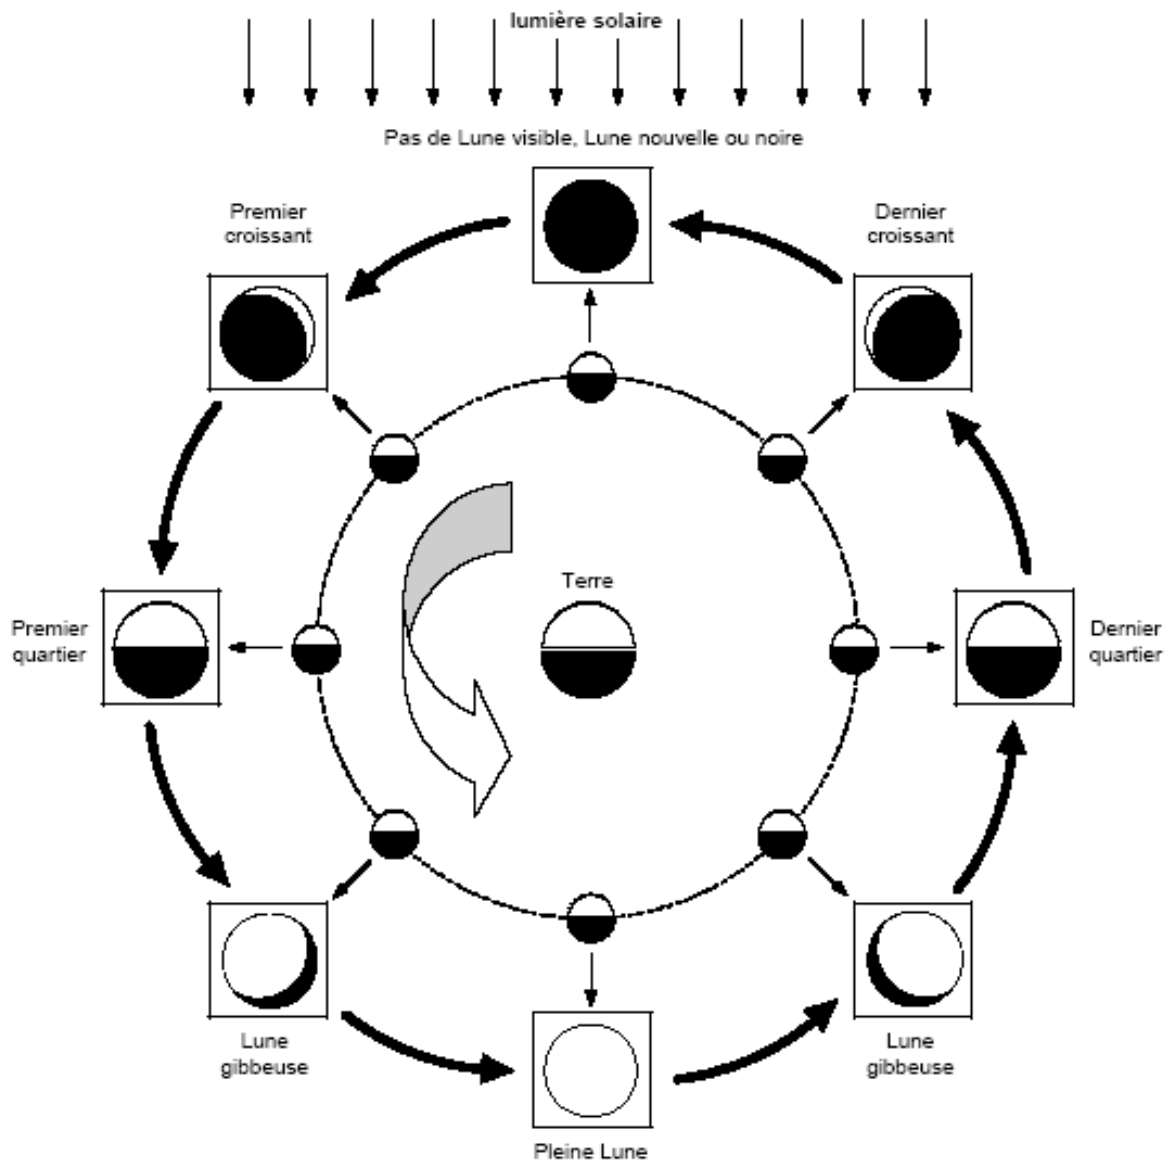 lumière solaire
Pas de Lune visible, Lune nouvelle ou noire
Premier
croissant
Dernier
croissant
Terre
Premier
quartier
Dernier
quartier
Lune
gibbeuse
Lune
gibbeuse
Pleine Lune